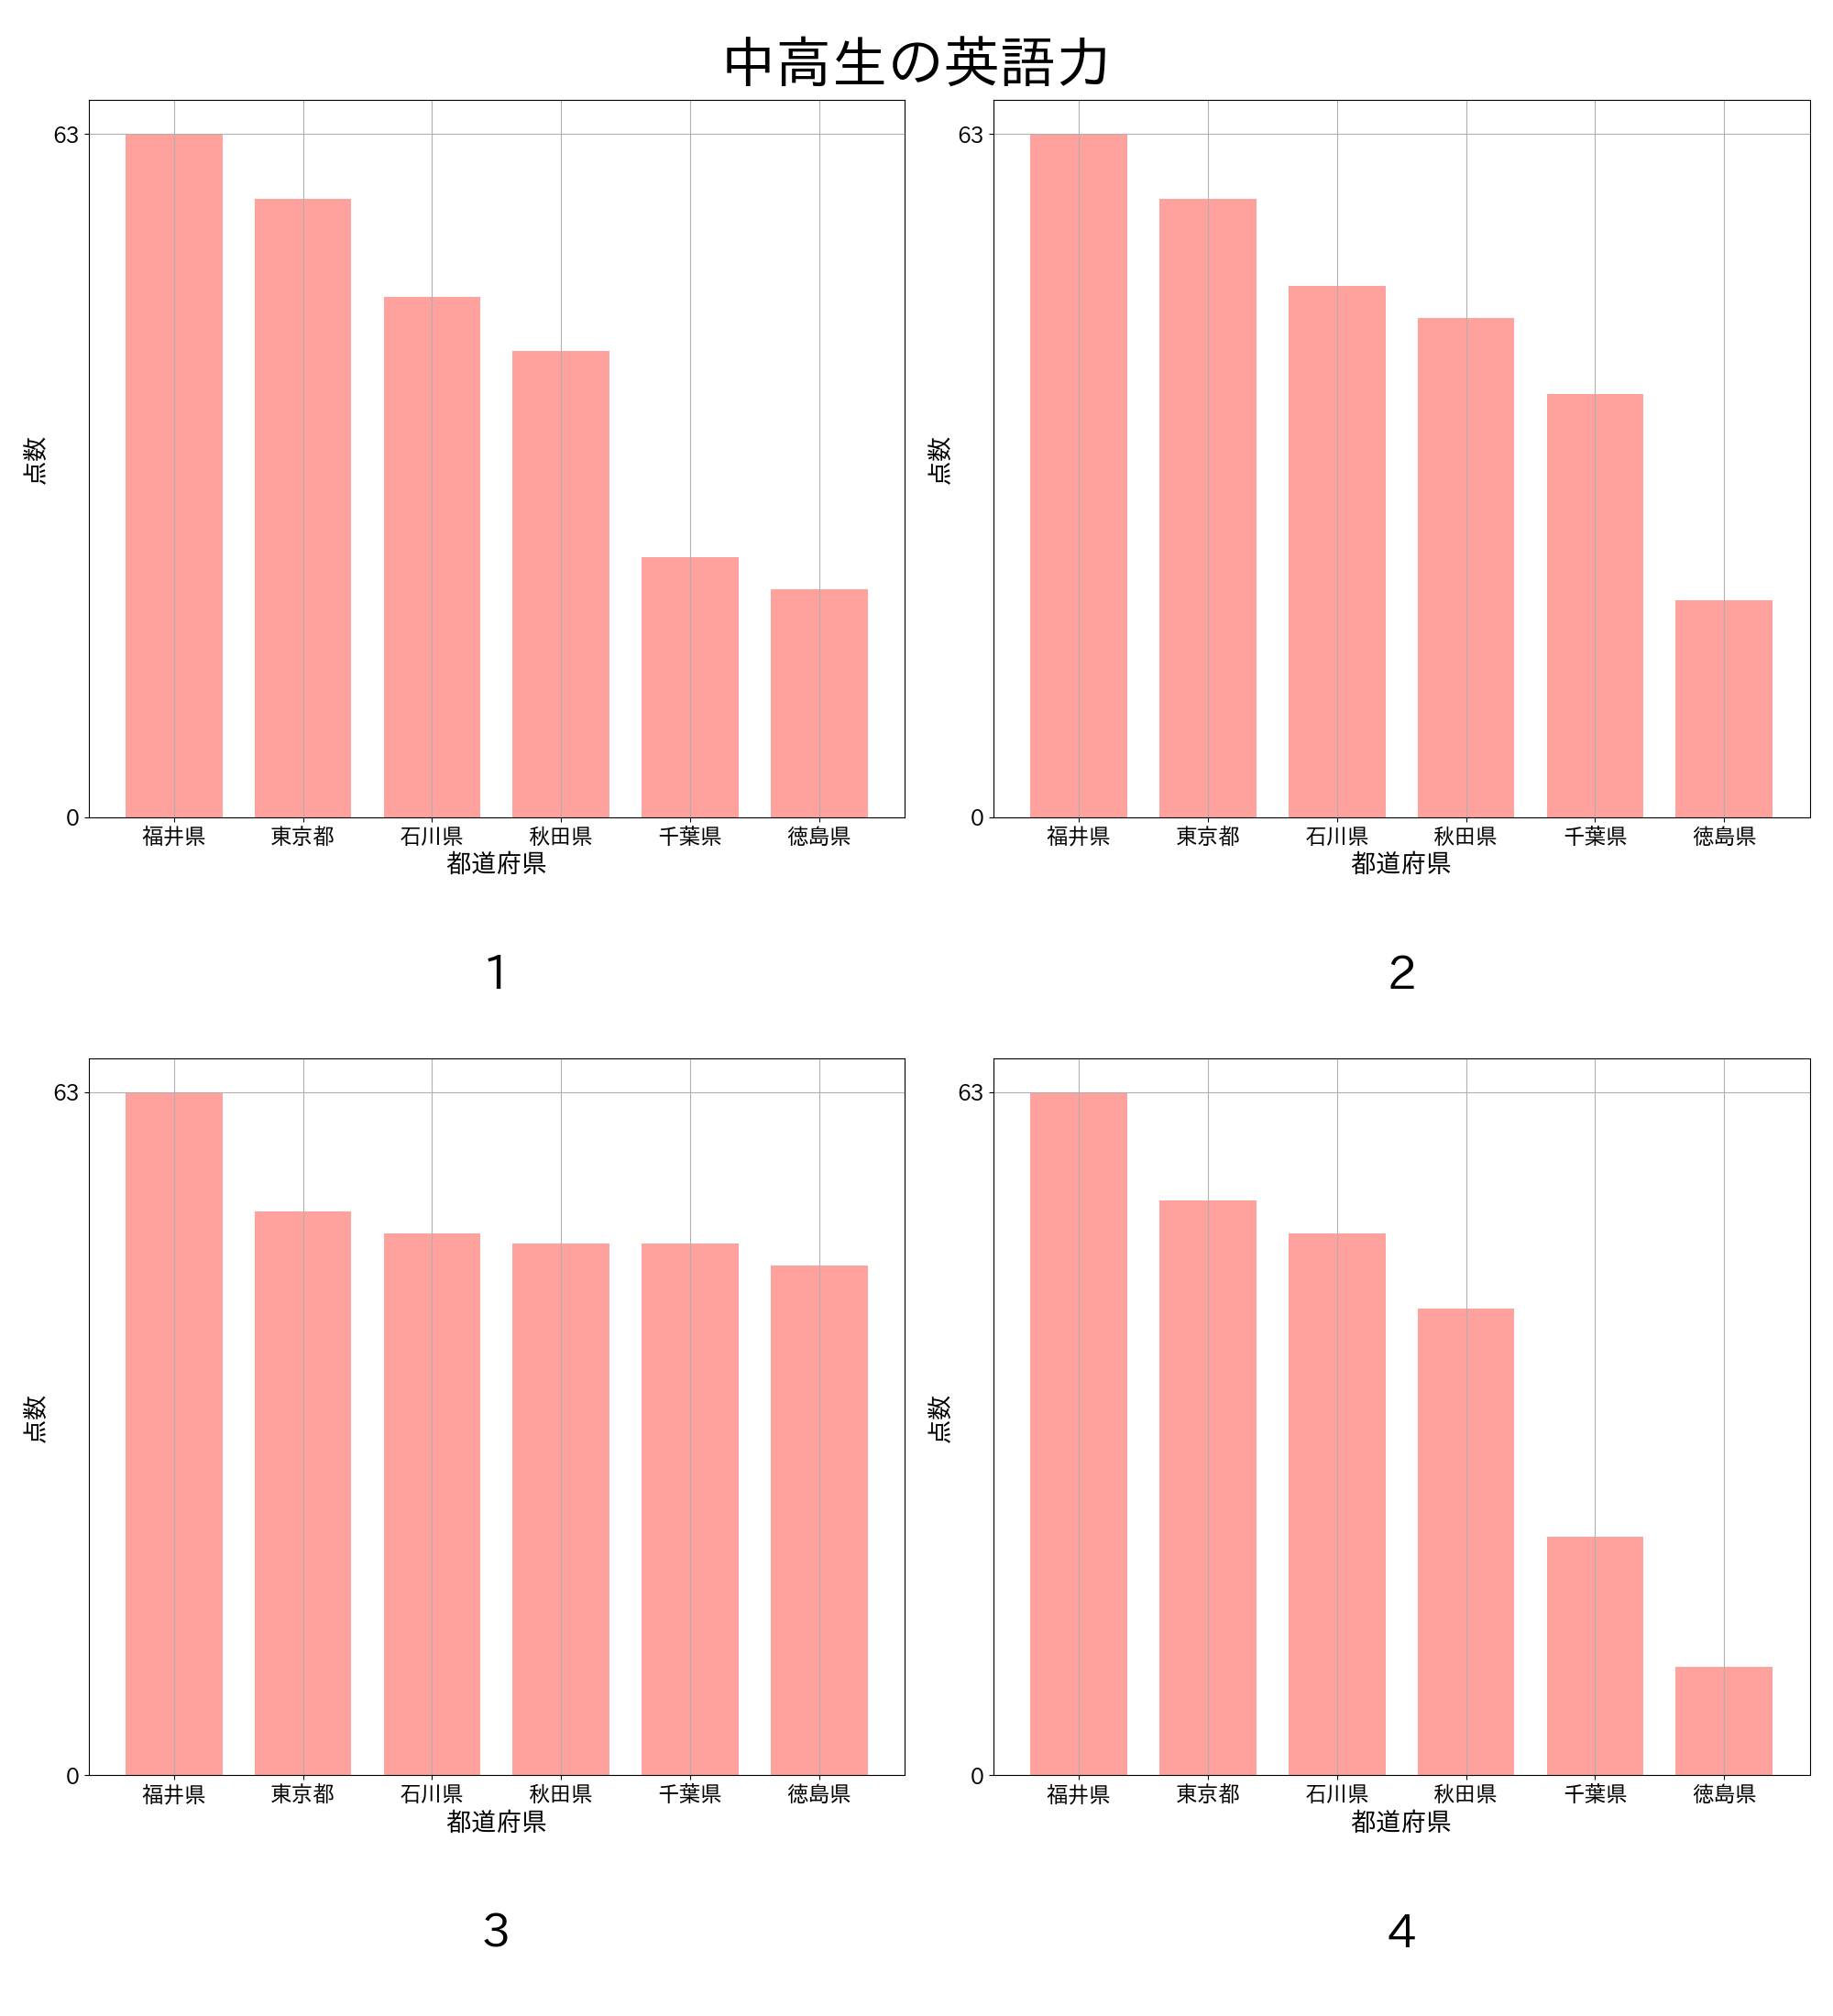 中高生の英語力
63
0
点数
福井県 東京都 石川県 秋田県 千葉県 徳島県
都道府県
1
63
0
点数
福井県 東京都 石川県 秋田県 千葉県 徳島県
都道府県
2
63
0
点数
福井県 東京都 石川県 秋田県 千葉県 徳島県
都道府県
3
63
0
点数
福井県 東京都 石川県 秋田県 千葉県 徳島県
都道府県
4